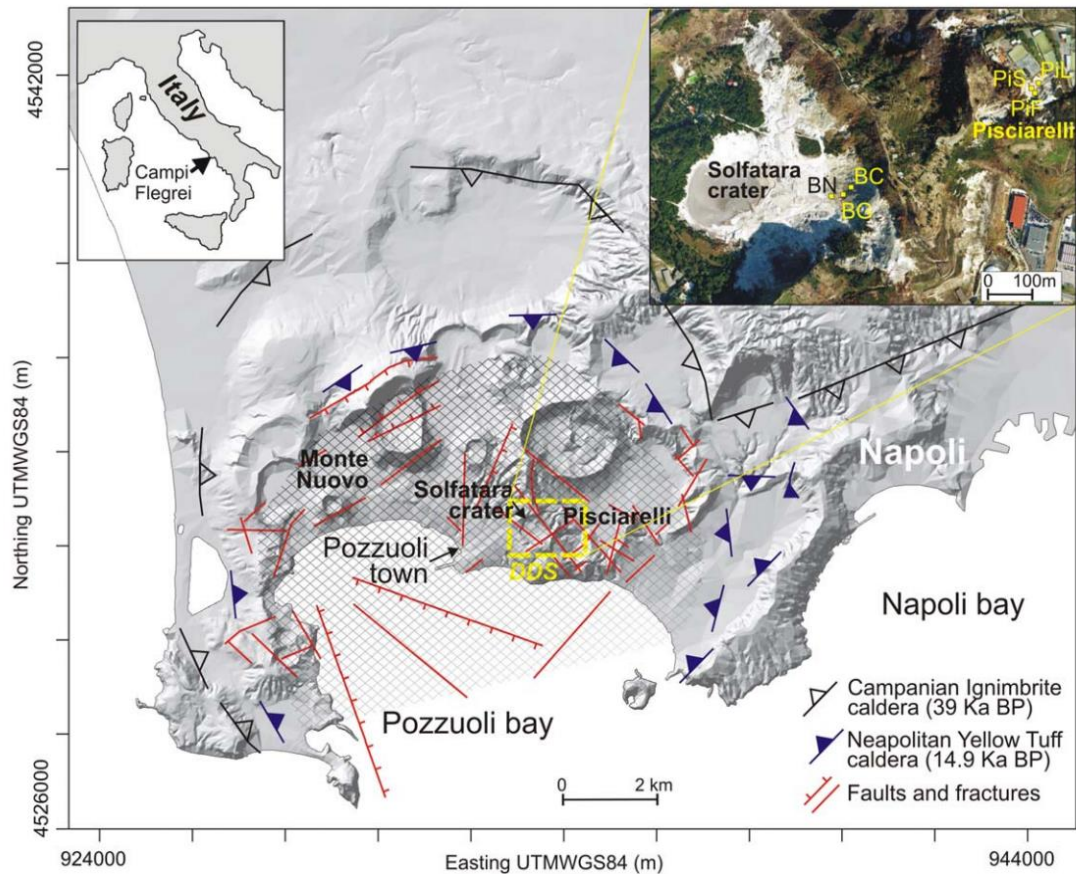 Italy
Campi
Flegrei
PiS
PiL
PiF
Pisciarelli
Solfatara
crater
BN
BC
BG
100m
0
4542000
Northing UTMWGS84 (m)
4526000
Monte
Nuovo
Napoli
Solfatara
crater
Pisciarelli
Pozzuoli
town
DDS
Napoli bay
Pozzuoli bay
Campanian Ignimbrite
caldera (39 Ka BP)
Neapolitan Yellow Tuff
caldera (14.9 Ka BP)
Faults and fractures
0
2 km
924000
Easting UTMWGS84 (m)
944000